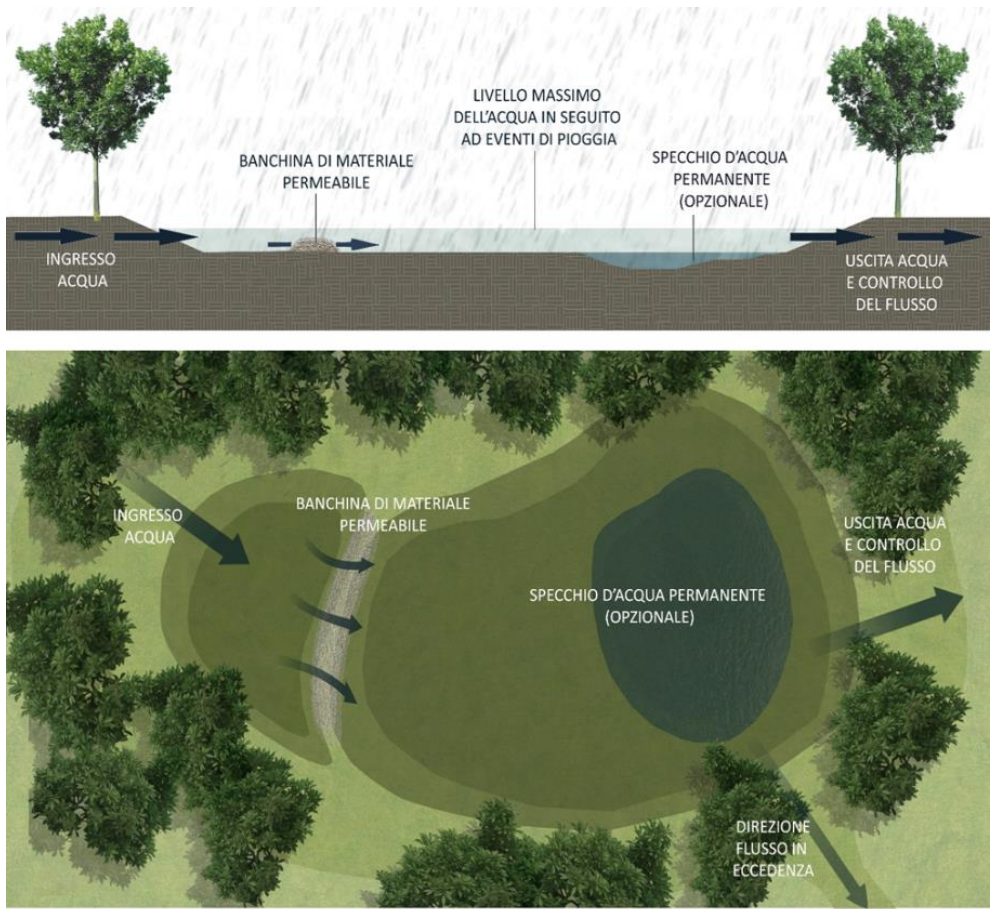 LIVELLO MASSIMO
DELL'ACQUA IN SEGUITO
AD EVENTI DI PIOGGIA
BANCHINA DI MATERIALE
PERMEABILE
SPECCHIO D'ACQUA
PERMANENTE
(OPZIONALE)
INGRESSO
ACQUA
USCITA ACQUA
E CONTROLLO
DEL FLUSSO
BANCHINA DI MATERIALE
PERMEABILE
INGRESSO
ACQUA
USCITA ACQUA
E CONTROLLO
DEL FLUSSO
SPECCHIO D'ACQUA PERMANENTE
(OPZIONALE)
DIREZIONE
FLUSSO IN
ECCEDENZA